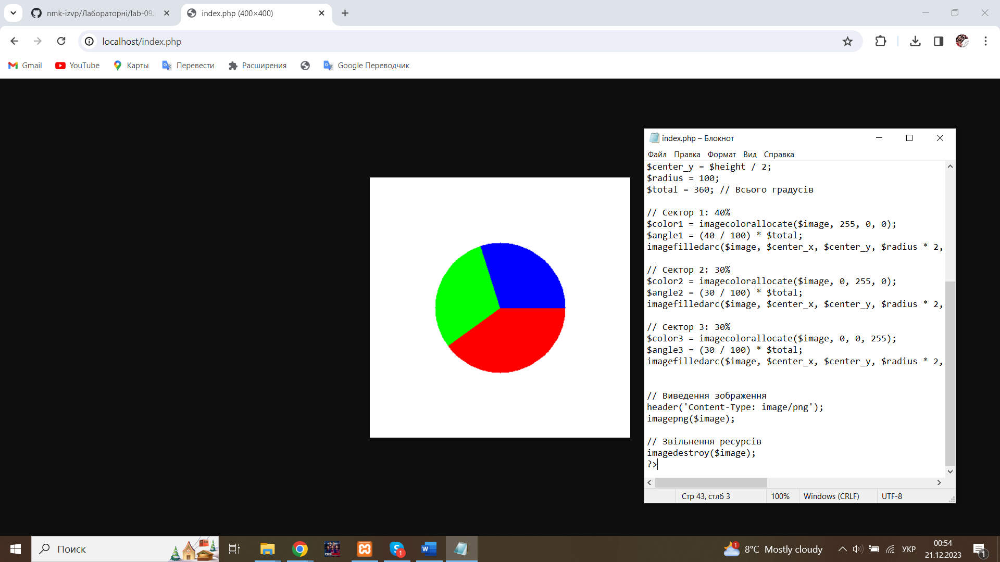 nmk-izvp/Лабораторні/lab-09.
index.php (400×400)
localhost/index.php
Gmail
YouTube
Карты
Перевести
Расширения
Google Переводчик
index.php – Блокнот
Файл Правка Формат Вид Справка
$center_y = $height / 2;
$radius = 100;
$total = 360; // Всього градусів
// Сектор 1: 40%
$color1 = imagecolorallocate($image, 255, 0, 0);
$angle1 = (40 / 100) * $total;
imagefilledarc($image, $center_x, $center_y, $radius * 2,
// Сектор 2: 30%
$color2 = imagecolorallocate($image, 0, 255, 0);
$angle2 = (30 / 100) * $total;
imagefilledarc($image, $center_x, $center_y, $radius * 2,
// Сектор 3: 30%
$color3 = imagecolorallocate($image, 0, 0, 255);
$angle3 = (30 / 100) * $total;
imagefilledarc($image, $center_x, $center_y, $radius * 2,
// Виведення зображення
header('Content-Type: image/png');
imagepng($image);
// Звільнення ресурсів
imagedestroy($image);
?>
Стр 43, стлб 3
100%
Windows (CRLF)
UTF-8
Поиск
1
1
8°C Mostly cloudy
УКР
00:54
21.12.2023
1